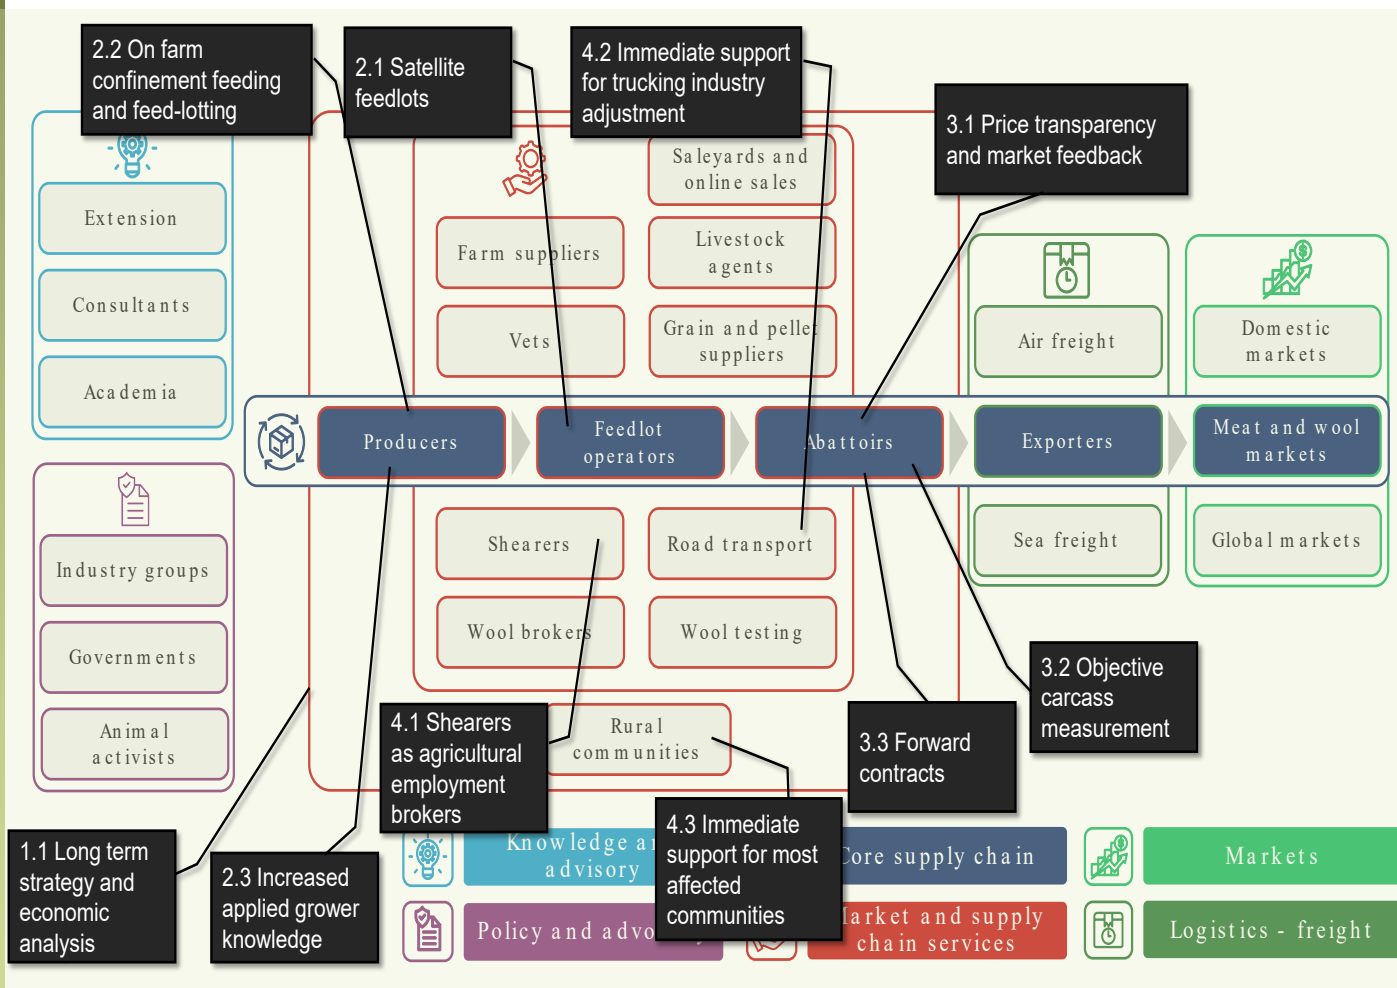 2.2 On farm
confinement feeding
and feed-lotting
2.1 Satellite
feedlots
4.2 Immediate support
for trucking industry
adjustment
3.1 Price transparency
and market feedback
Extension
Consultants
Academia
Saleyards and
online sales
Farm suppliers
Livestock
agents
Vets
Grain and pellet
suppliers
Air freight
Domestic
markets
Producers
Feedlot
operators
Abattoirs
Exporters
Meat and wool
markets
Industry groups
Governments
Animal
activists
Shearers
Road transport
Wool brokers
Wool testing
Sea freight
Global markets
Rural
communities
4.1 Shearers
as agricultural
employment
brokers
3.3 Forward
contracts
3.2 Objective
carcass
measurement
1.1 Long term
strategy and
economic
analysis
2.3 Increased
applied grower
knowledge
4.3 Immediate
support for most
affected
communities
Knowledge
advisory
Core supply chain
Markets
Policy and
Market and supply
chain services
Logistics - freight